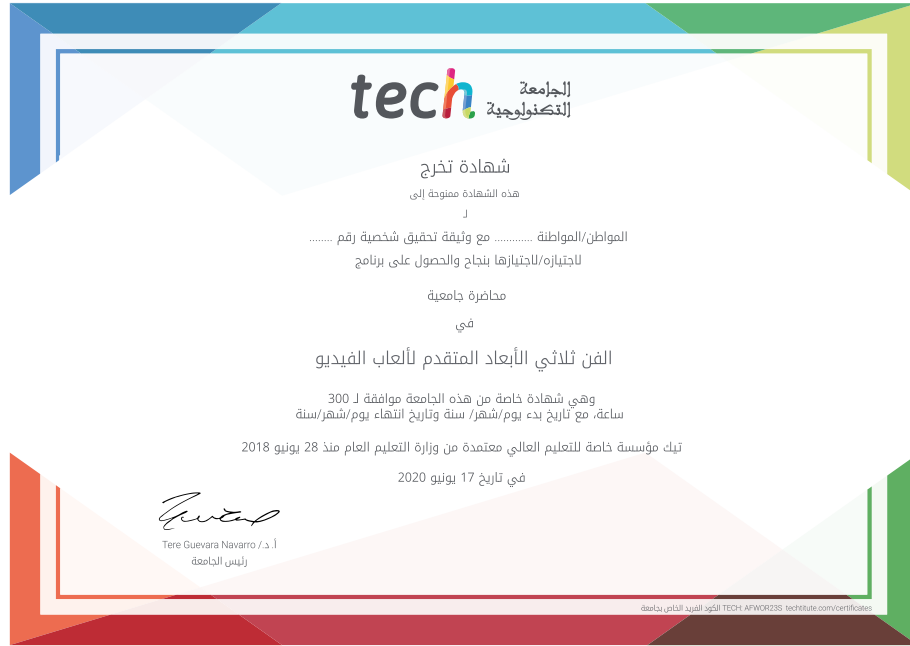 tech الجامعة
التكنولوجية
شهادة تخرج
هذه الشهادة ممنوحة إلى
لـ
المواطن/المواطنة ............ مع وثيقة تحقيق شخصية رقم ........
لاجتيازه/لاجتيازها بنجاح والحصول على برنامج
محاضرة جامعية
في
الفن ثلاثي الأبعاد المتقدم لألعاب الفيديو
وهي شهادة خاصة من هذه الجامعة موافقة لـ 300
ساعة، مع تاريخ بدء يوم/شهر/ سنة وتاريخ انتهاء يوم/شهر/سنة
تيك مؤسسة خاصة للتعليم العالي معتمدة من وزارة التعليم العام منذ 28 يونيو 2018
في تاريخ 17 يونيو 2020
أ. د./ Tere Guevara Navarro
رئيس الجامعة
الكود الفريد الخاص بجامعة TECH: AFWOR23S techtitute.com/certificates